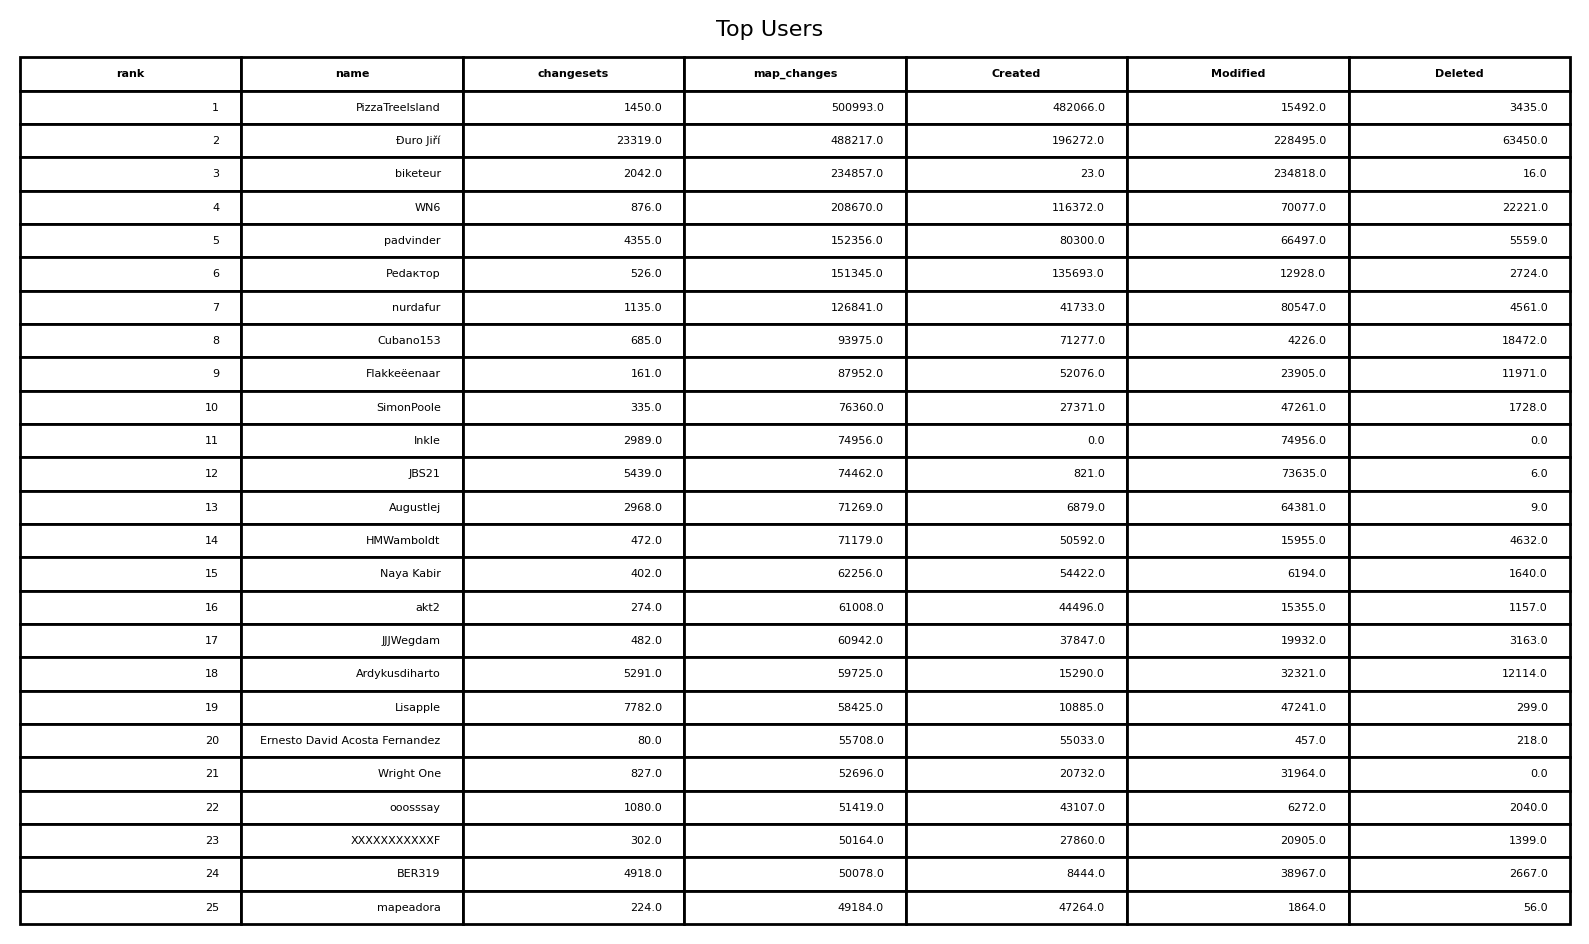 Top Users
rank name changesets map_changes Created Modified Deleted
1 PizzaTreeIsland 1450.0 500993.0 482066.0 15492.0 3435.0
2 Đuro Jiří 23319.0 488217.0 196272.0 228495.0 63450.0
3 biketeur 2042.0 234857.0 23.0 234818.0 16.0
4 WN6 876.0 208670.0 116372.0 70077.0 22221.0
5 padvinder 4355.0 152356.0 80300.0 66497.0 5559.0
6 Редактор 526.0 151345.0 135693.0 12928.0 2724.0
7 nurdafur 1135.0 126841.0 41733.0 80547.0 4561.0
8 Cubano153 685.0 93975.0 71277.0 4226.0 18472.0
9 Flakkeëenaar 161.0 87952.0 52076.0 23905.0 11971.0
10 SimonPoole 335.0 76360.0 27371.0 47261.0 1728.0
11 Inkle 2989.0 74956.0 0.0 74956.0 0.0
12 JBS21 5439.0 74462.0 821.0 73635.0 6.0
13 Augustlej 2968.0 71269.0 6879.0 64381.0 9.0
14 HMWamboldt 472.0 71179.0 50592.0 15955.0 4632.0
15 Naya Kabir 402.0 62256.0 54422.0 6194.0 1640.0
16 akt2 274.0 61008.0 44496.0 15355.0 1157.0
17 JJJWegdam 482.0 60942.0 37847.0 19932.0 3163.0
18 Ardykusdiharto 5291.0 59725.0 15290.0 32321.0 12114.0
19 Lisapple 7782.0 58425.0 10885.0 47241.0 299.0
20 Ernesto David Acosta Fernandez 80.0 55708.0 55033.0 457.0 218.0
21 Wright One 827.0 52696.0 20732.0 31964.0 0.0
22 ooosssay 1080.0 51419.0 43107.0 6272.0 2040.0
23 XXXXXXXXXXXF 302.0 50164.0 27860.0 20905.0 1399.0
24 BER319 4918.0 50078.0 8444.0 38967.0 2667.0
25 mapeadora 224.0 49184.0 47264.0 1864.0 56.0